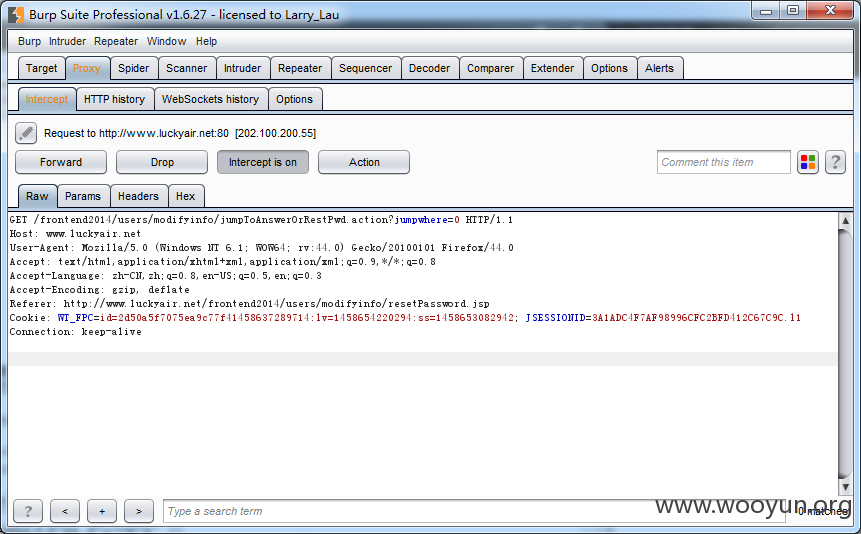 Burp Suite Professional v1.6.27 - licensed to Larry_Lau
Burp Intruder Repeater Window Help
Target Proxy Spider Scanner Intruder Repeater Sequencer Decoder Comparer Extender Options Alerts
Intercept HTTP history WebSockets history Options
Request to http://www.luckyair.net:80 [202.100.200.55]
Forward Drop Intercept is on Action Comment this item ?
Raw Params Headers Hex
GET /frontend2014/users/modifyinfo/jumpToAnswerOrRestPwd.action?jumpwhere=0 HTTP/1.1
Host: www.luckyair.net
User-Agent: Mozilla/5.0 (Windows NT 6.1; WOW64; rv:44.0) Gecko/20100101 Firefox/44.0
Accept: text/html,application/xhtml+xml,application/xml;q=0.9,*/*;q=0.8
Accept-Language: zh-CN,zh;q=0.8,en-US;q=0.5,en;q=0.3
Accept-Encoding: gzip, deflate
Referer: http://www.luckyair.net/frontend2014/users/modifyinfo/resetPassword.jsp
Cookie: WT_FPC=id=2d50a5f7075ea9c77f41458637289714:lv=1458654220294:ss=1458653082942; JSESSIONID=3A1ADC4F7AF98996CFC2BFD412C67C9C.l1
Connection: keep-alive
? < + > Type a search term 0 matches
www.wooyun.org